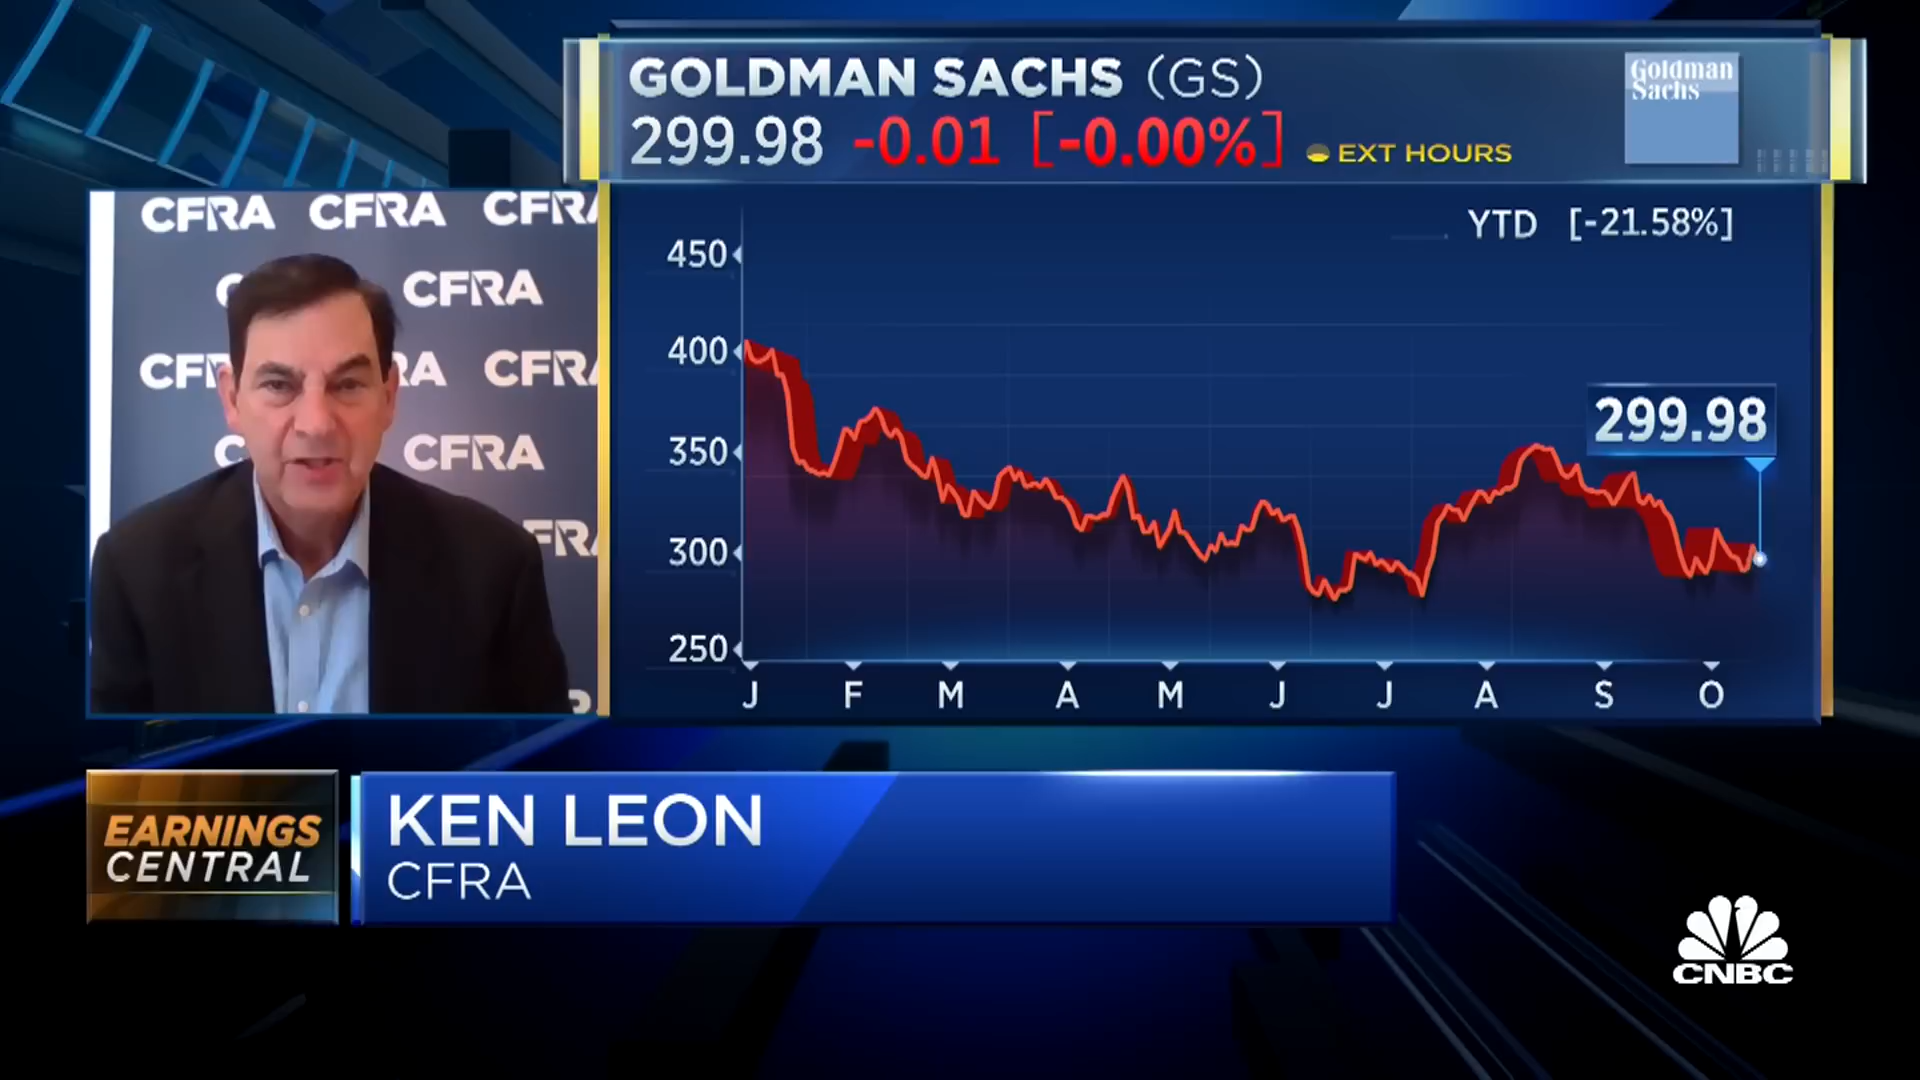 GOLDMAN SACHS (GS)
299.98 -0.01 [-0.00%] EXT HOURS
Goldman
Sachs
YTD [-21.58%]
450
400
350
300
250
299.98
J F M A M J J A S O
CFRA CFRA CFRA
CFRA
CFRA
CFRA
EARNINGS
CENTRAL
KEN LEON
CFRA
CNBC